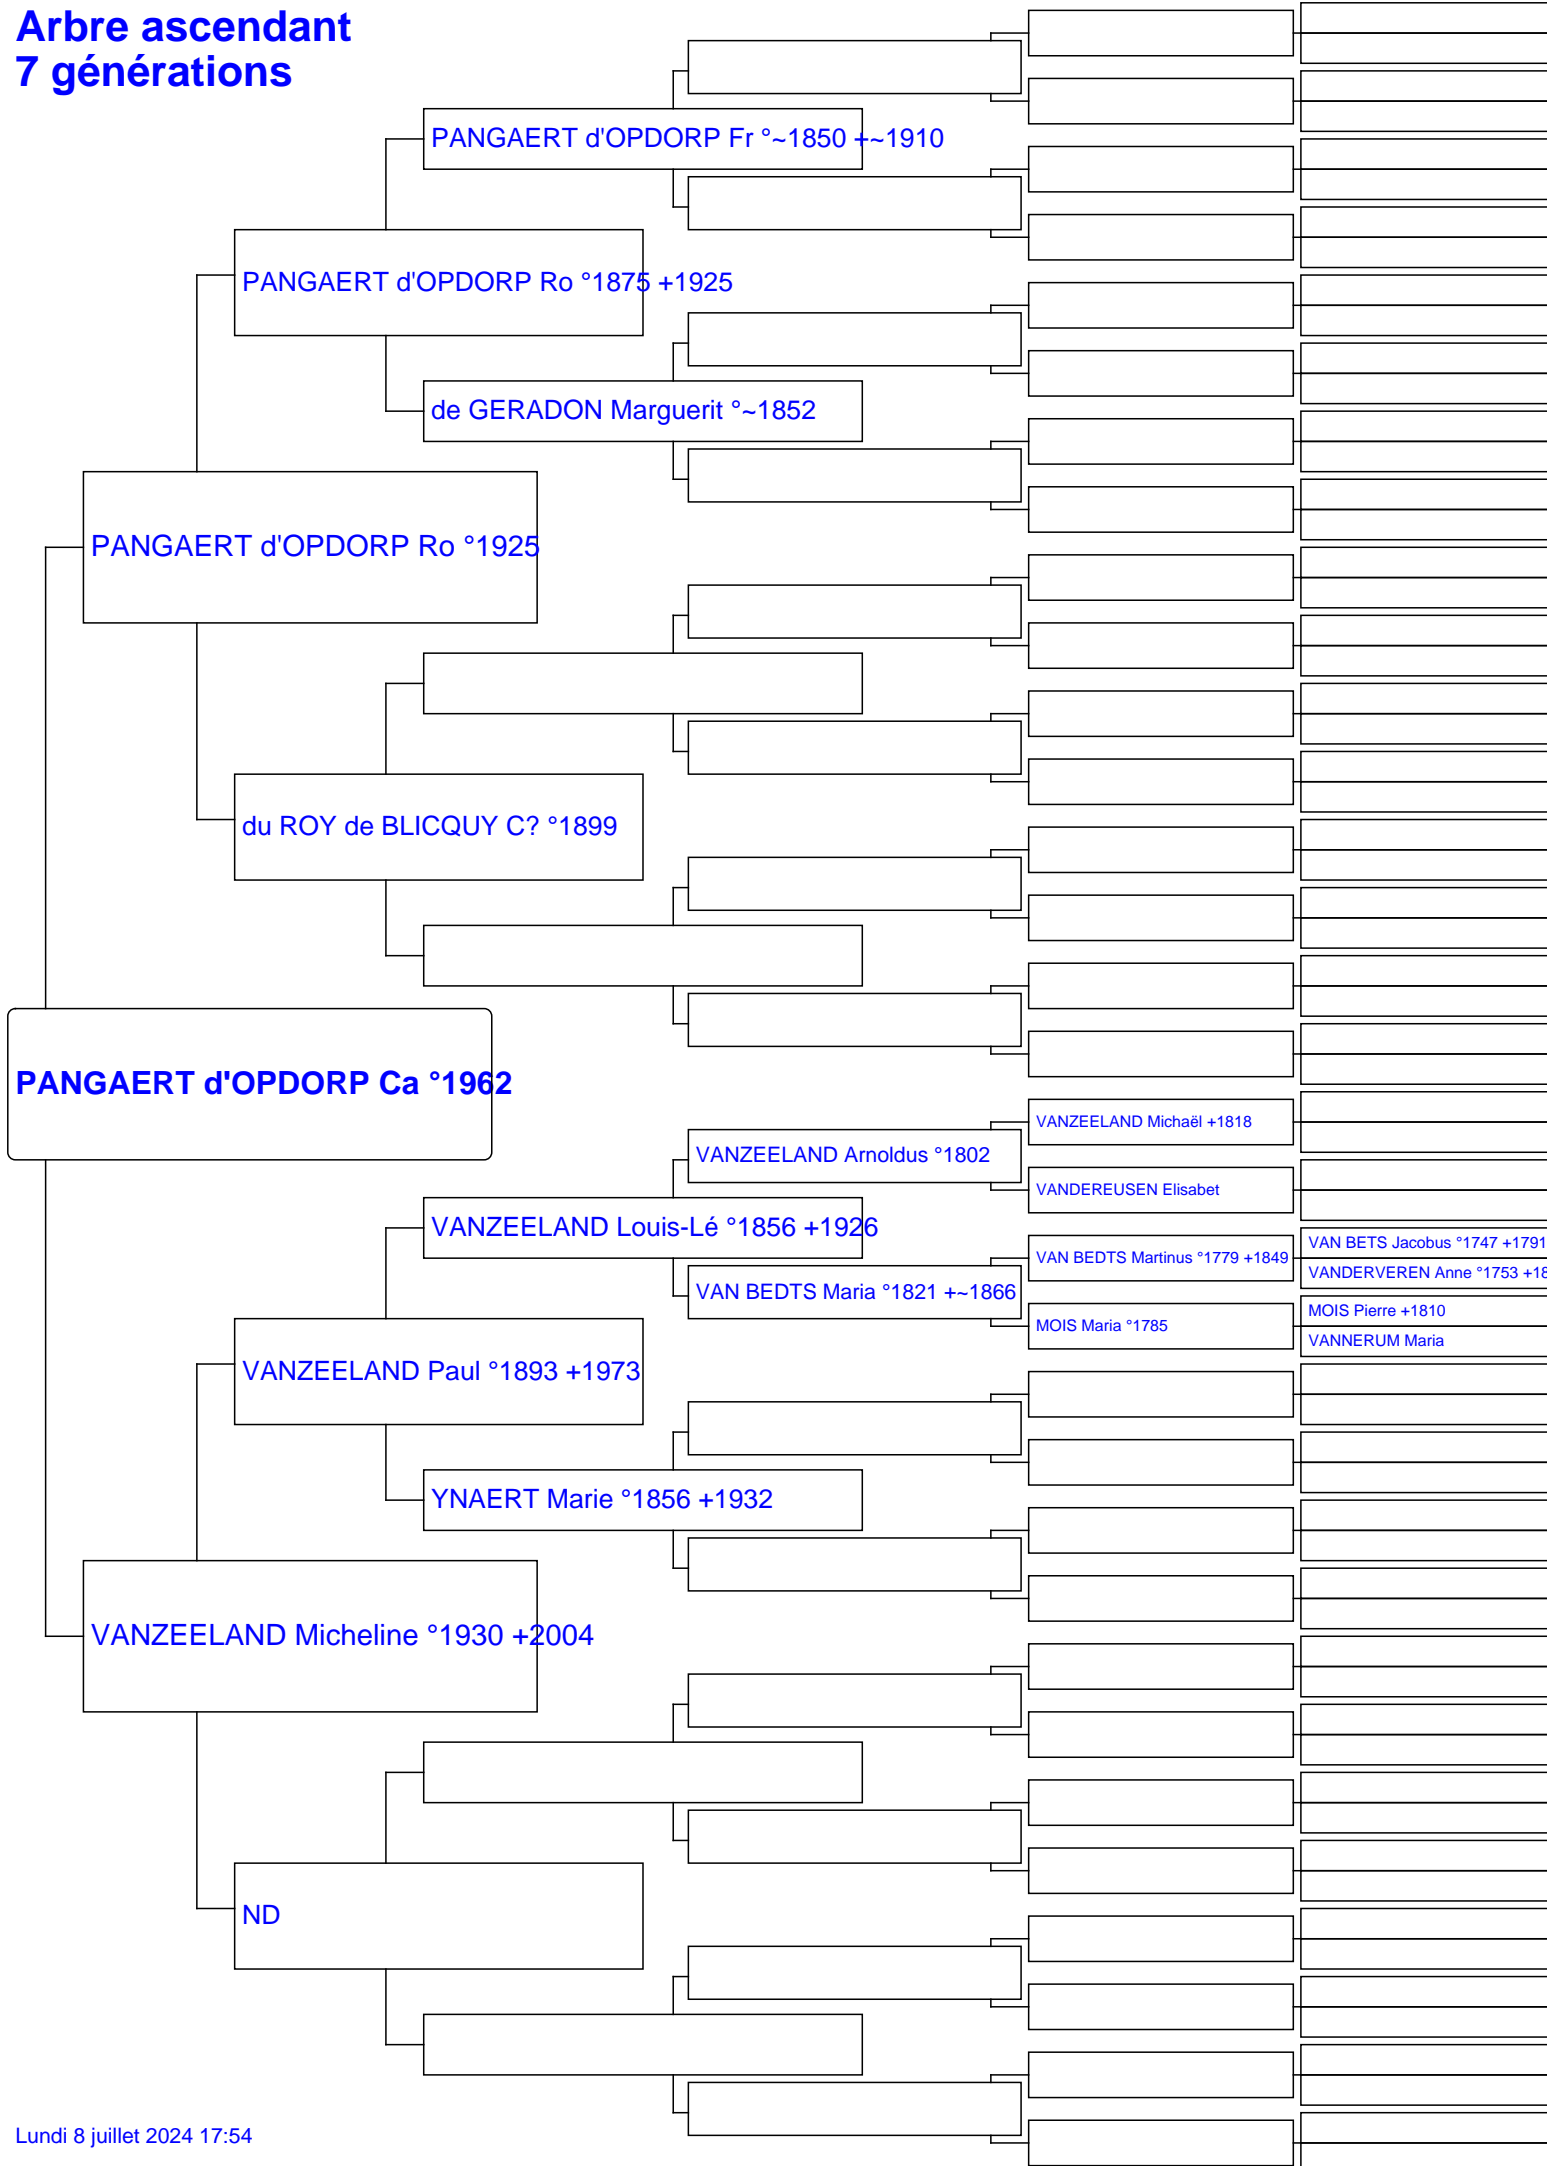 Arbre ascendant
7 générations
PANGAERT d'OPDORP Fr °~1850 +~1910
PANGAERT d'OPDORP Ro °1875 +1925
de GERADON Marguerit °~1852
PANGAERT d'OPDORP Ro °1925
du ROY de BLICQUY C? °1899
PANGAERT d'OPDORP Ca °1962
VANZEELAND Michaël +1818
VANZEELAND Arnoldus °1802
VANDEREUSEN Elisabet
VANZEELAND Louis-Lé °1856 +1926
VAN BETS Jacobus °1747 +1791
VAN BEDTS Martinus °1779 +1849
VANDERVEREN Anne °1753 +18
VAN BEDTS Maria °1821 +~1866
MOIS Pierre +1810
MOIS Maria °1785
VANNERUM Maria
VANZEELAND Paul °1893 +1973
YNAERT Marie °1856 +1932
VANZEELAND Micheline °1930 +2004
ND
Lundi 8 juillet 2024 17:54